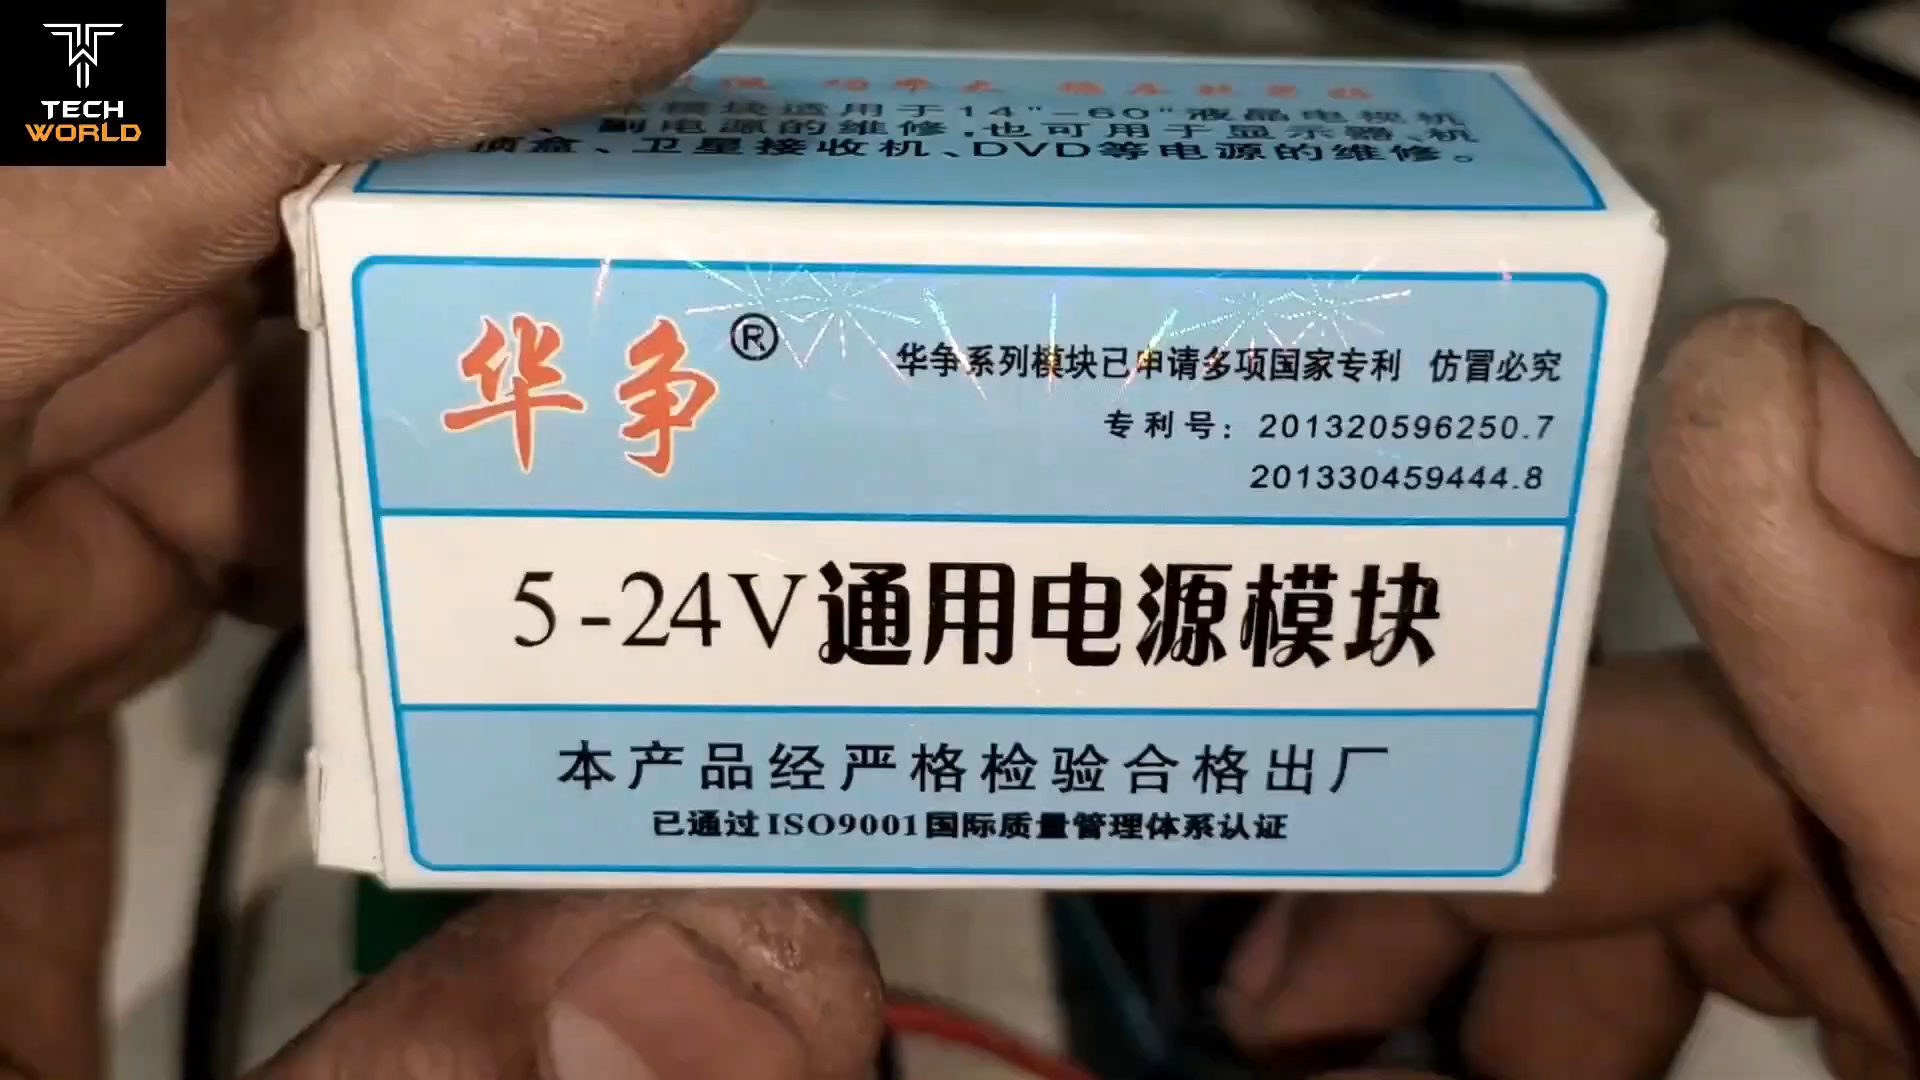 TECH
WORLD
本模块适用于14"-60"液晶电视机
、副电源的维修,也可用于显示器、机
顶盒、卫星接收机、DVD等电源的维修。
华争®
华争系列模块已申请多项国家专利 仿冒必究
专利号：201320596250.7
201330459444.8
5-24V通用电源模块
本产品经严格检验合格出厂
已通过ISO9001国际质量管理体系认证